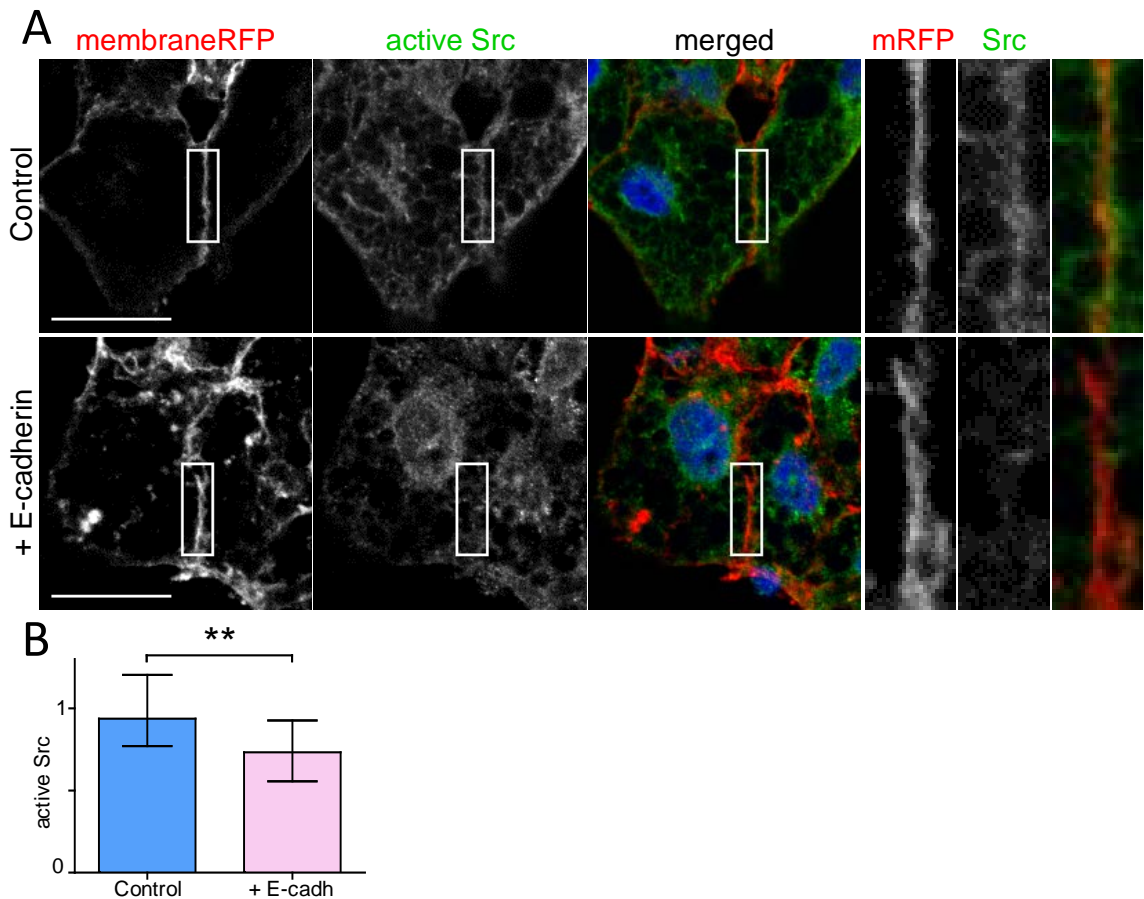 A
membraneRFP active Src merged mRFP Src
Control
+ E-cadherin
B
**
1
active Src
0
Control + E-cadh